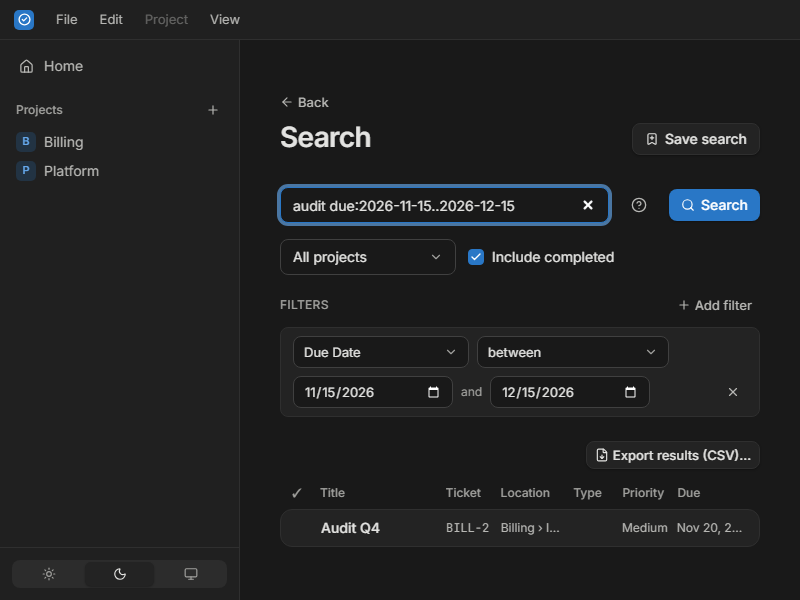 File Edit Project View
Home
Projects
B Billing
P Platform
Back
Search
Save search
audit due:2026-11-15..2026-12-15
Search
All projects
Include completed
FILTERS
Add filter
Due Date
between
11/15/2026
and
12/15/2026
Export results (CSV)...
Title Ticket Location Type Priority Due
Audit Q4 BILL-2 Billing › I... Medium Nov 20, 2...